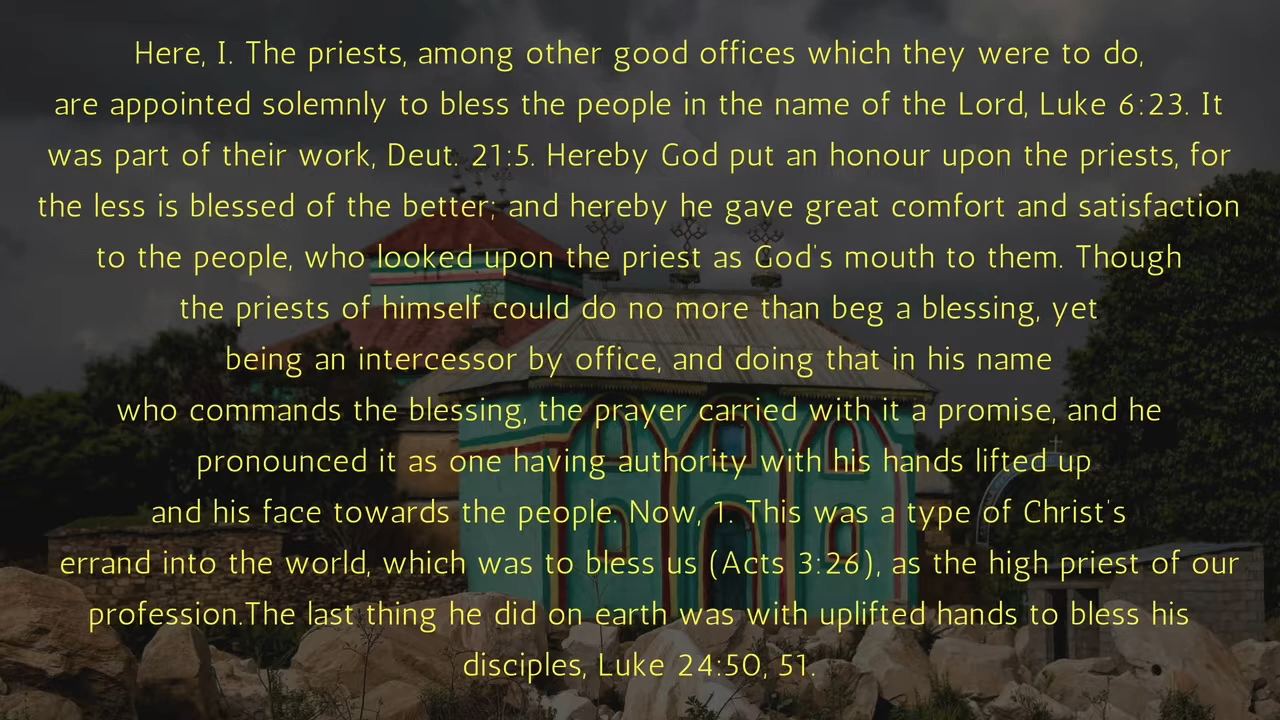 Here, I. The priests, among other good offices which they were to do,
are appointed solemnly to bless the people in the name of the Lord, Luke 6:23. It
was part of their work, Deut. 21:5. Hereby God put an honour upon the priests, for
the less is blessed of the better; and hereby he gave great comfort and satisfaction
to the people, who looked upon the priest as God's mouth to them. Though
the priests of himself could do no more than beg a blessing, yet
being an intercessor by office, and doing that in his name
who commands the blessing, the prayer carried with it a promise, and he
pronounced it as one having authority with his hands lifted up
and his face towards the people. Now, 1. This was a type of Christ's
errand into the world, which was to bless us (Acts 3:26), as the high priest of our
profession.The last thing he did on earth was with uplifted hands to bless his
disciples, Luke 24:50, 51.